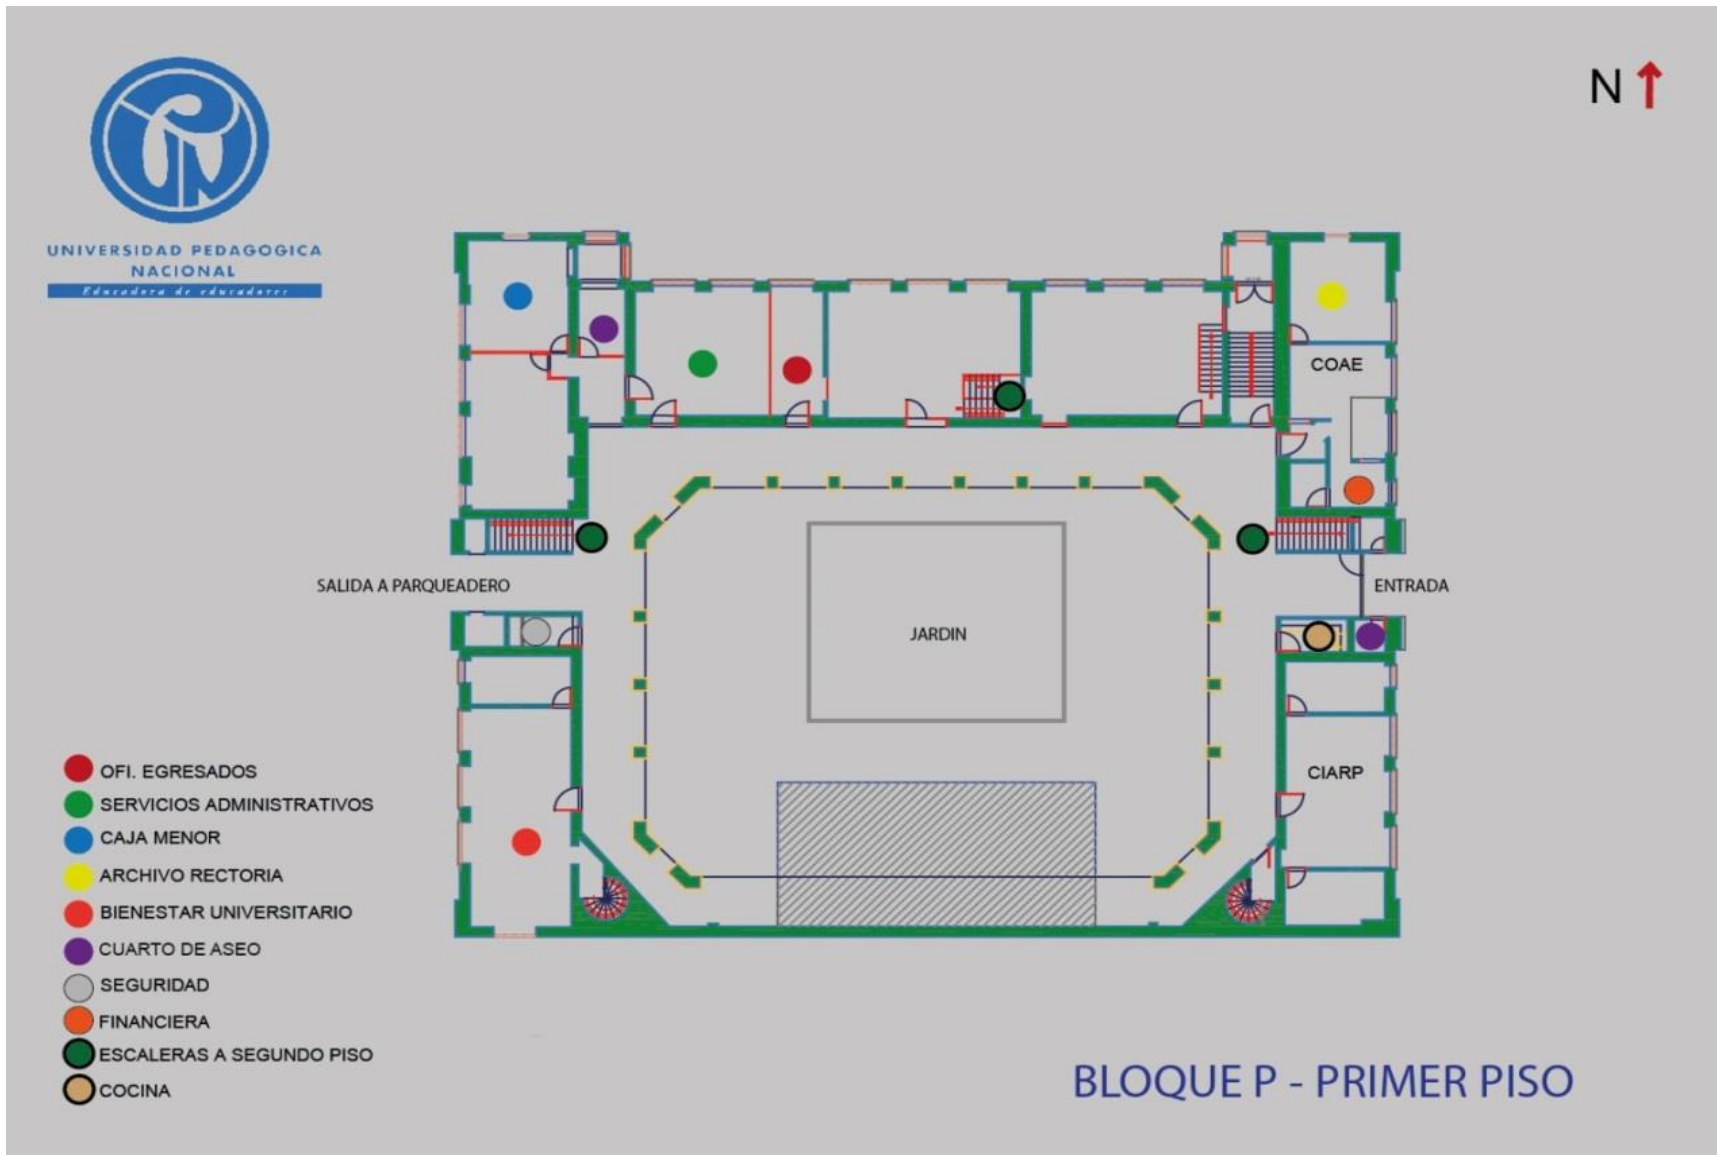 N
UNIVERSIDAD PEDAGOGICA
NACIONAL
Educadora de educadores
COAE
SALIDA A PARQUEADERO
ENTRADA
JARDIN
CIARP
OFI. EGRESADOS
SERVICIOS ADMINISTRATIVOS
CAJA MENOR
ARCHIVO RECTORIA
BIENESTAR UNIVERSITARIO
CUARTO DE ASEO
SEGURIDAD
FINANCIERA
ESCALERAS A SEGUNDO PISO
COCINA
BLOQUE P - PRIMER PISO